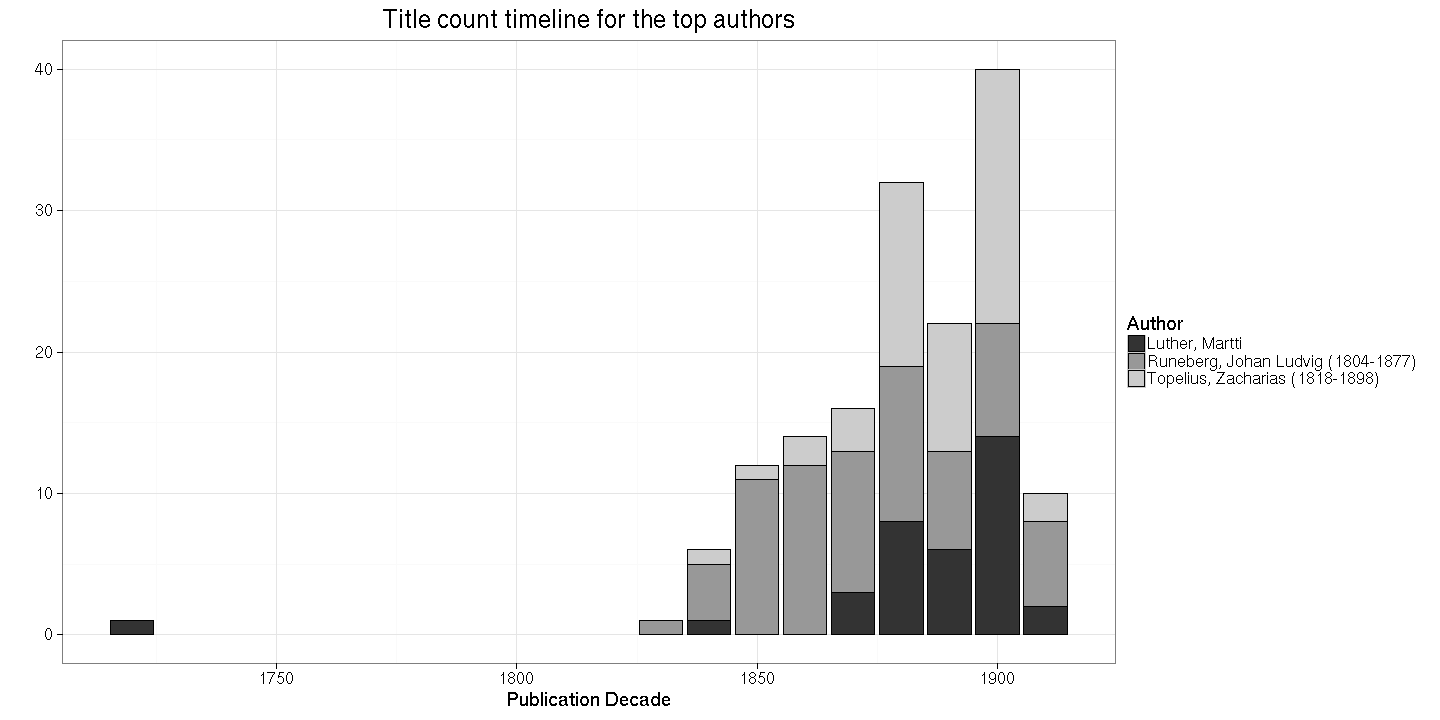 Title count timeline for the top authors
40
30
20
10
0
1750
1800
1850
1900
Publication Decade
Author
Luther, Martti
Runeberg, Johan Ludvig (1804-1877)
Topelius, Zacharias (1818-1898)